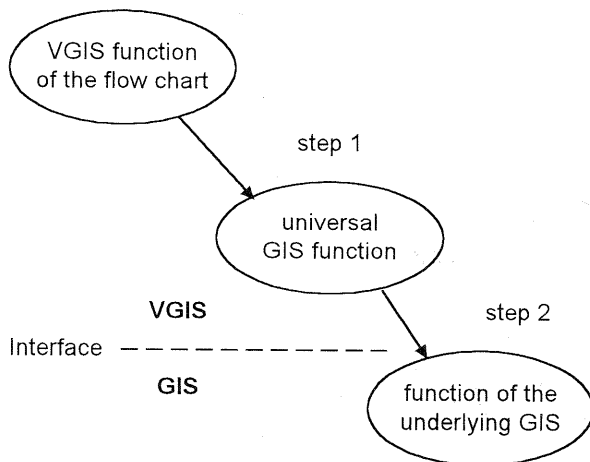 VGIS function
of the flow chart
step 1
universal
GIS function
VGIS
step 2
Interface
GIS
function of the
underlying GIS